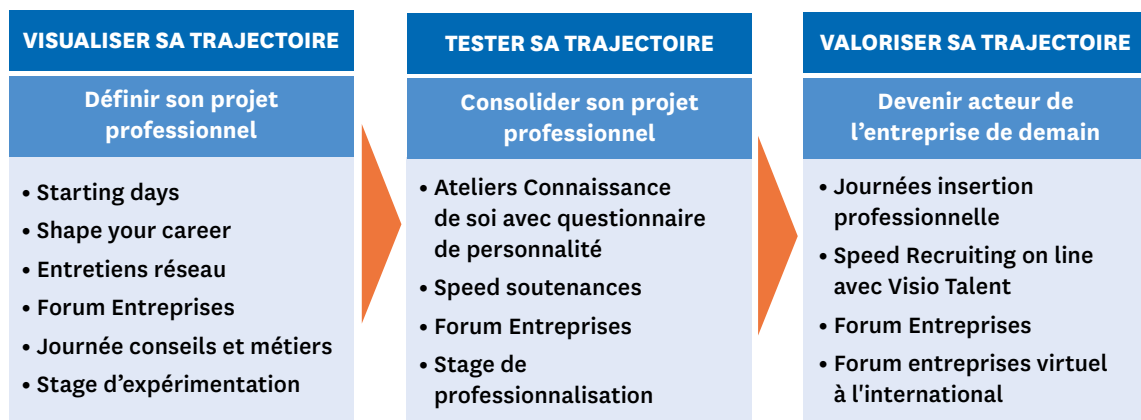 VISUALISER SA TRAJECTOIRE
Définir son projet
professionnel
• Starting days
• Shape your career
• Entretiens réseau
• Forum Entreprises
• Journée conseils et métiers
• Stage d’expérimentation
TESTER SA TRAJECTOIRE
Consolider son projet
professionnel
• Ateliers Connaissance
de soi avec questionnaire
de personnalité
• Speed soutenances
• Forum Entreprises
• Stage de
professionnalisation
VALORISER SA TRAJECTOIRE
Devenir acteur de
l’entreprise de demain
• Journées insertion
professionnelle
• Speed Recruiting on line
avec Visio Talent
• Forum Entreprises
• Forum entreprises virtuel
à l'international